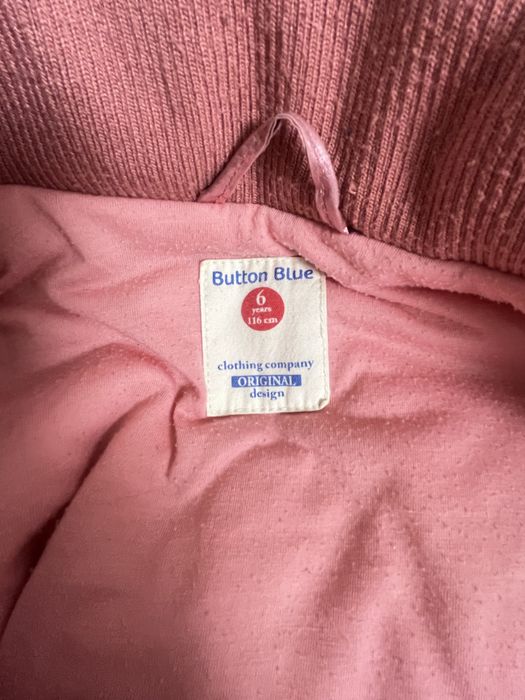 Button Blue
6
years
116 cm
clothing company
ORIGINAL
design